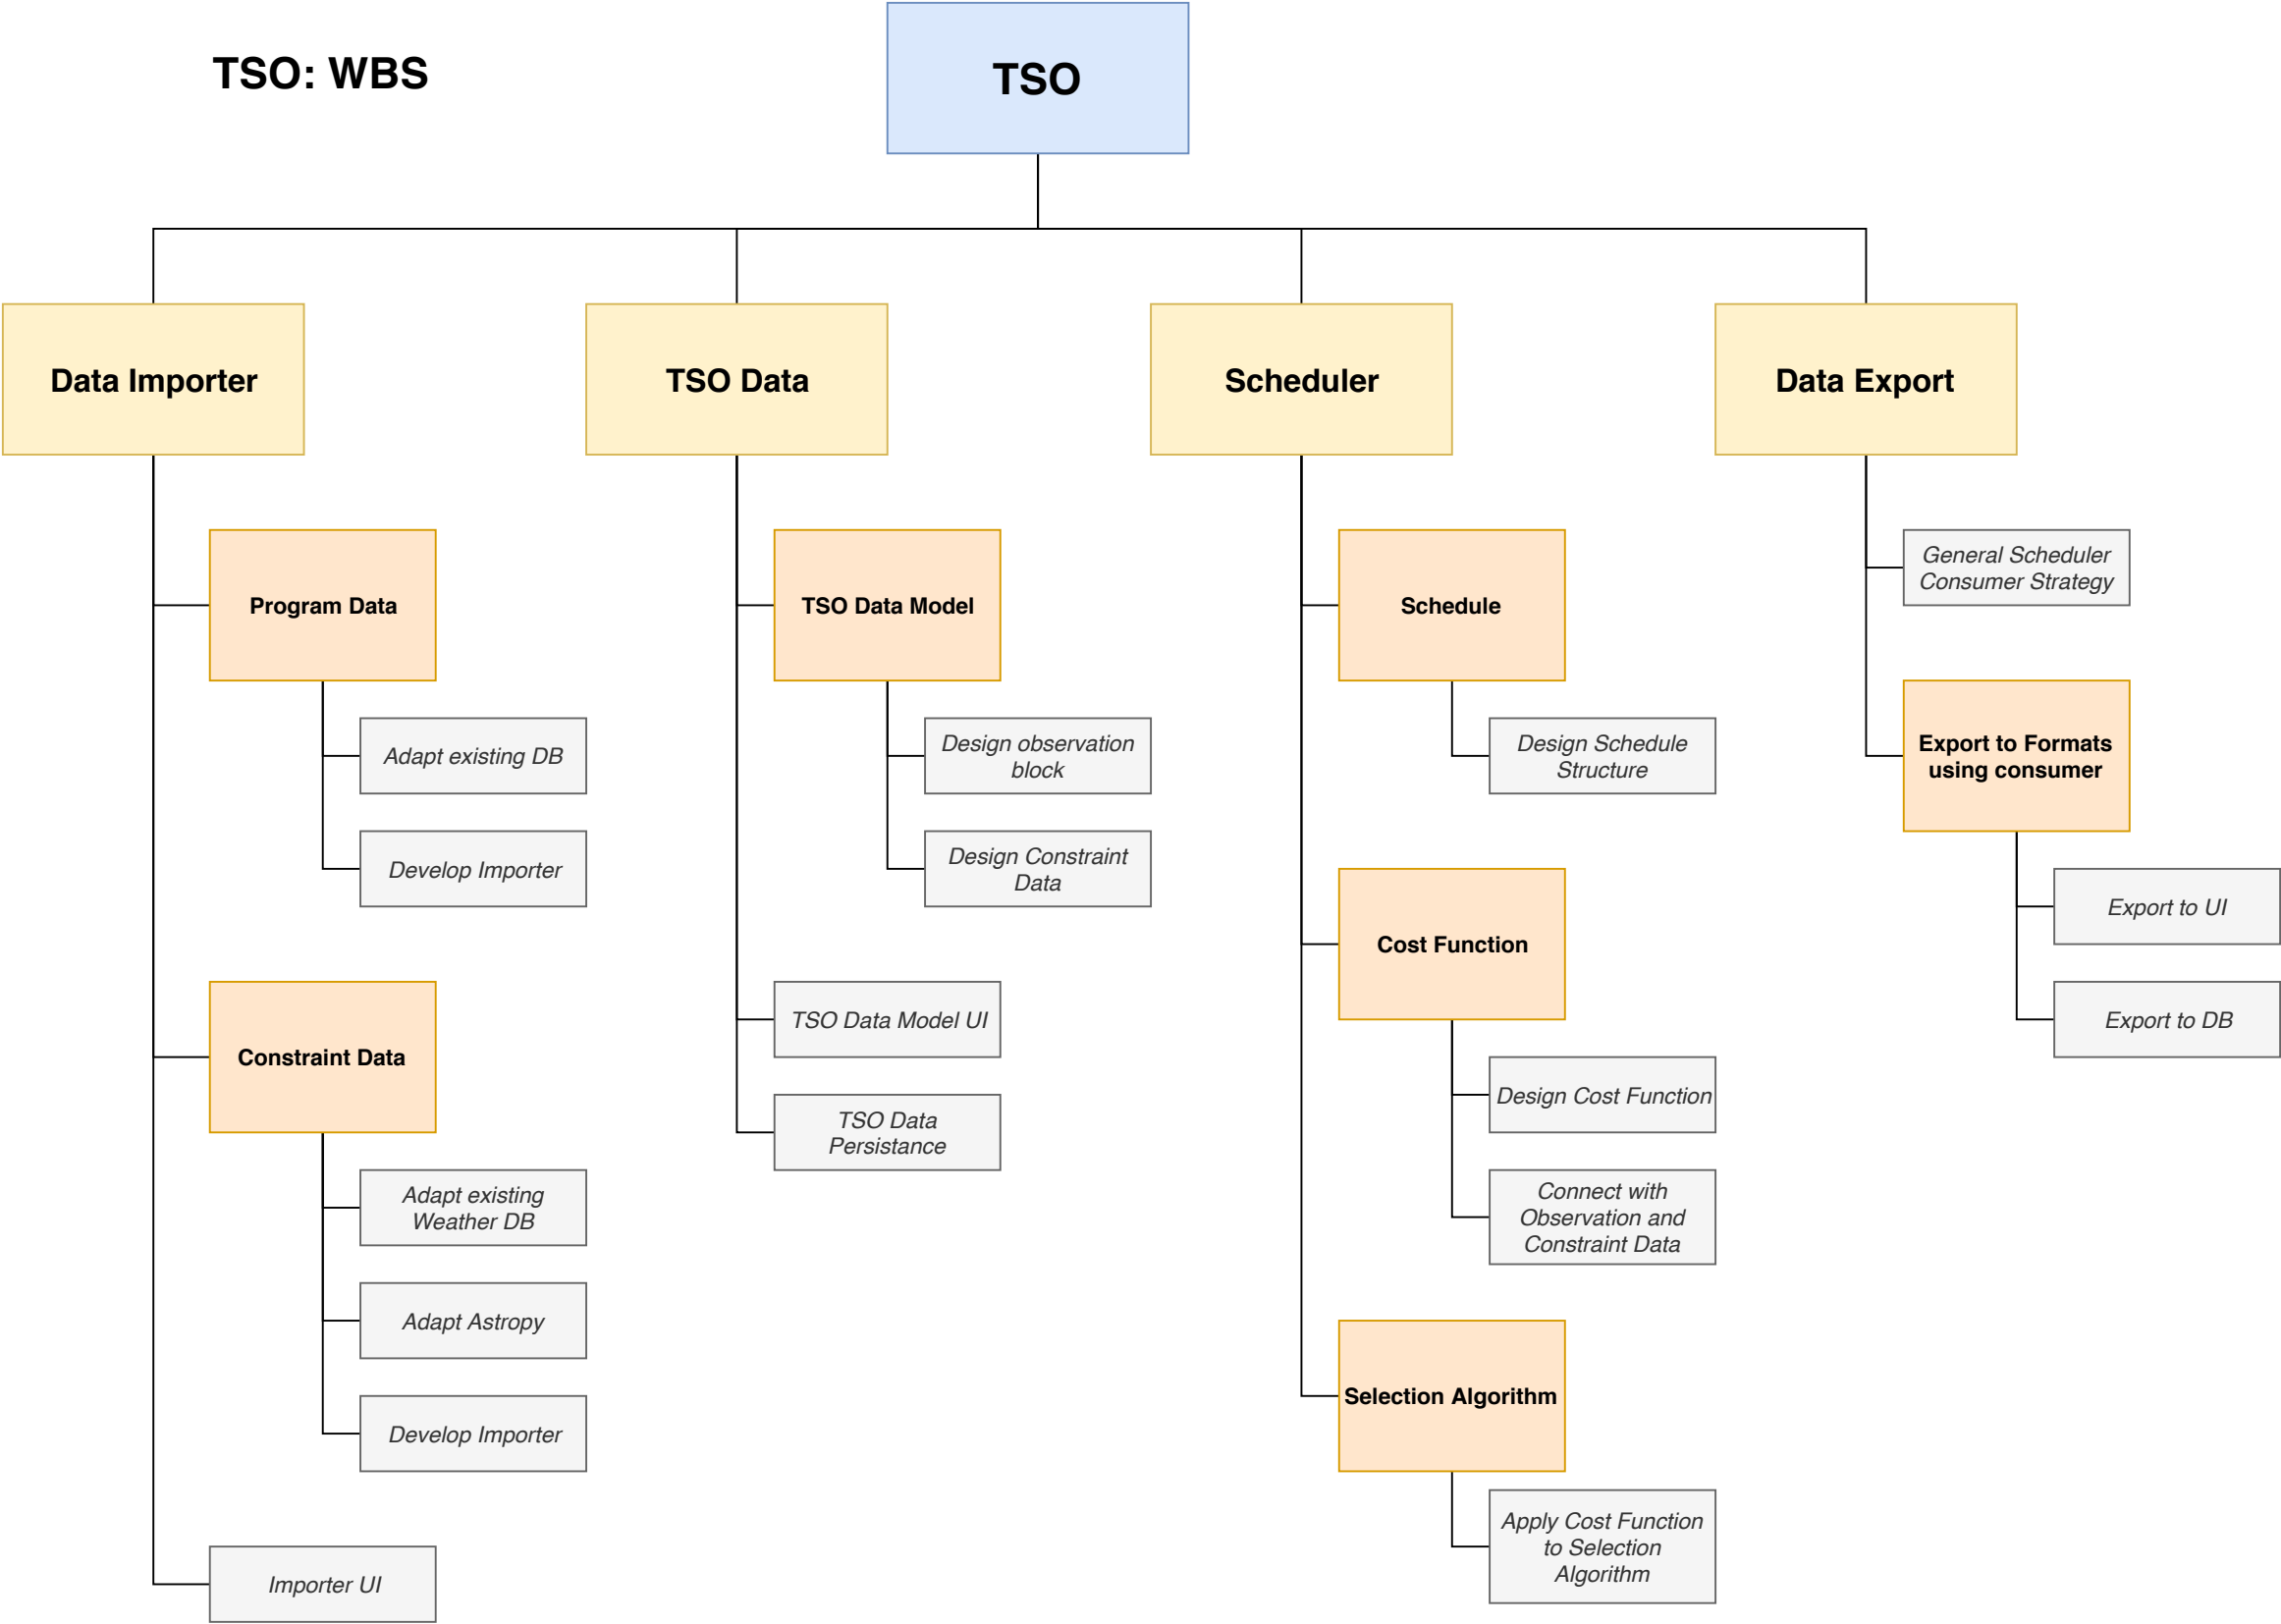 TSO: WBS
TSO
Data Importer
TSO Data
Scheduler
Data Export
Program Data
Adapt existing DB
Develop Importer
Constraint Data
Adapt existing
Weather DB
Adapt Astropy
Develop Importer
Importer UI
TSO Data Model
Design observation
block
Design Constraint
Data
TSO Data Model UI
TSO Data
Persistance
Schedule
Design Schedule
Structure
Cost Function
Design Cost Function
Connect with
Observation and
Constraint Data
Selection Algorithm
Apply Cost Function
to Selection
Algorithm
General Scheduler
Consumer Strategy
Export to Formats
using consumer
Export to UI
Export to DB